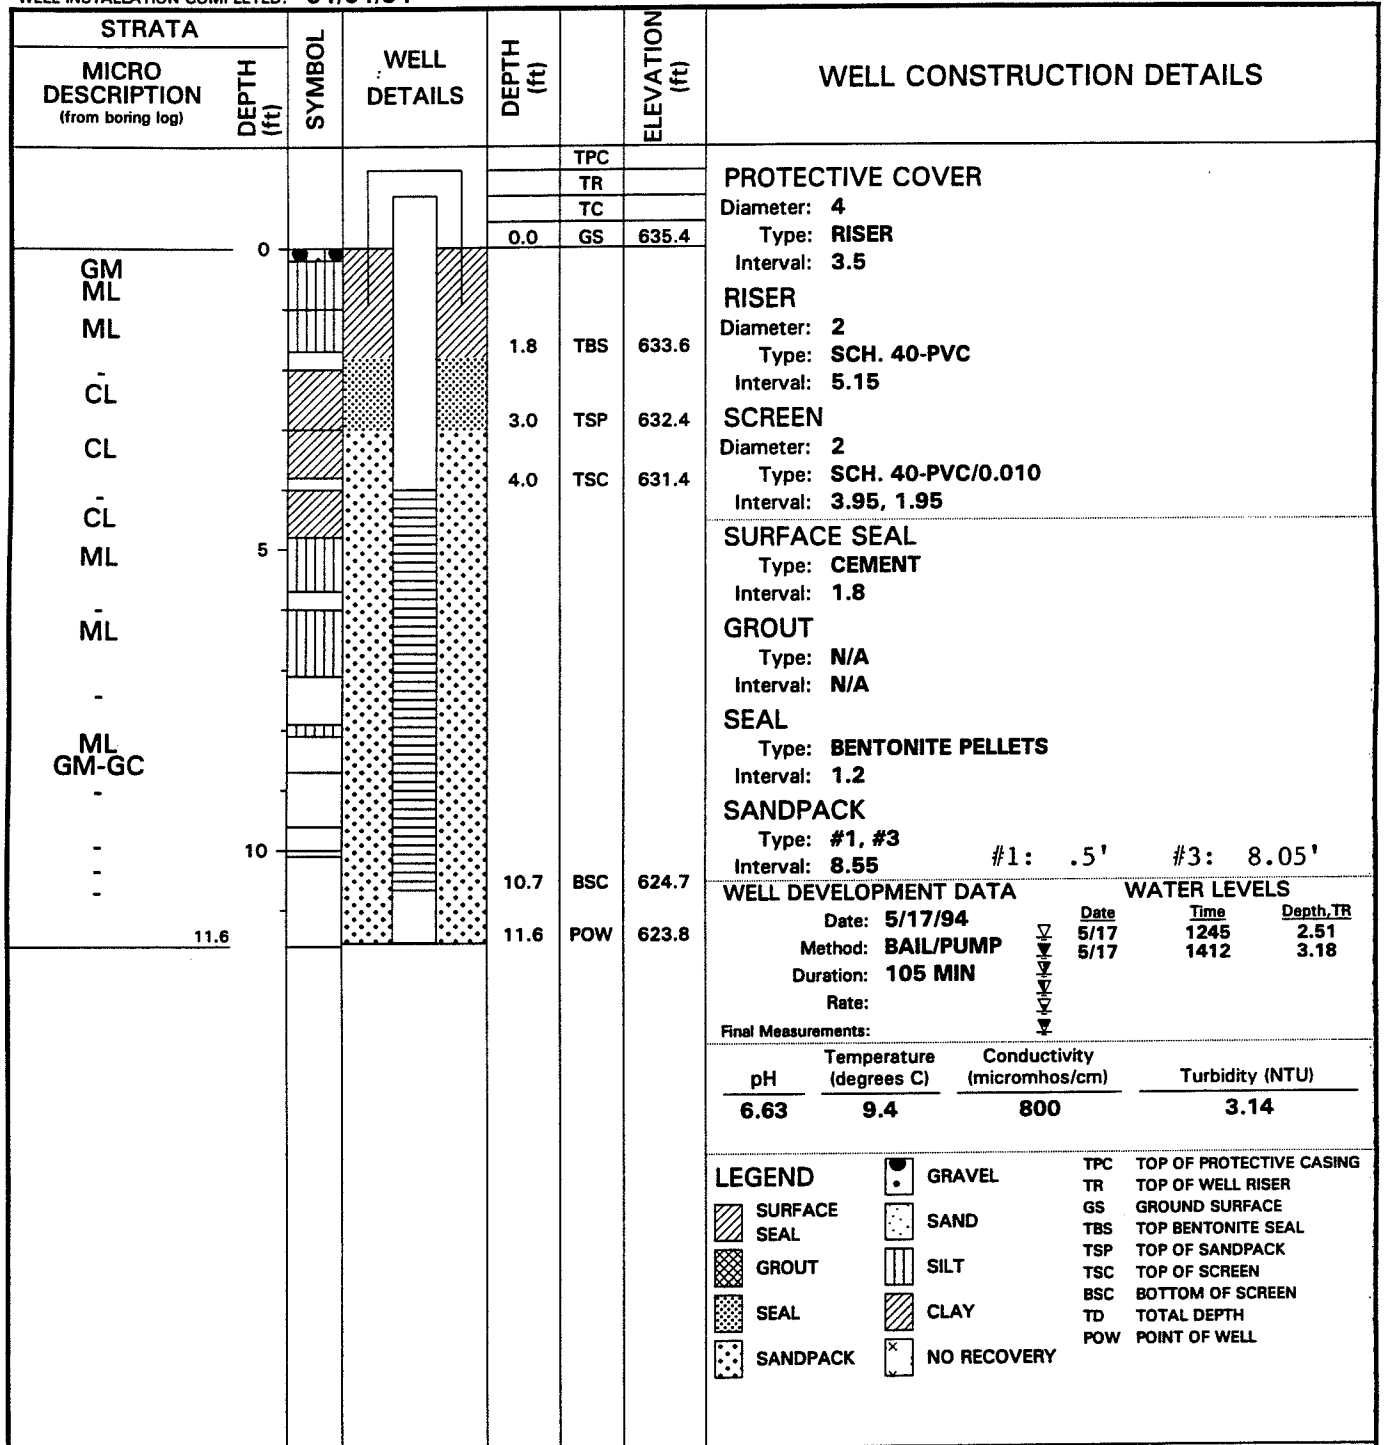 WELL INSTALLATION COMPLETED:
STRATA
MICRO
DESCRIPTION
(from boring log)
DEPTH
(ft)
SYMBOL
WELL
DETAILS
DEPTH
(ft)
ELEVATION
(ft)
WELL CONSTRUCTION DETAILS
TPC
TR
TC
0.0 GS 635.4
1.8 TBS 633.6
3.0 TSP 632.4
4.0 TSC 631.4
10.7 BSC 624.7
11.6 POW 623.8
0
GM
ML
ML
-
CL
CL
-
CL
5
ML
-
ML
-
ML
GM-GC
-
-
10
-
-
11.6
PROTECTIVE COVER
Diameter: 4
Type: RISER
Interval: 3.5
RISER
Diameter: 2
Type: SCH. 40-PVC
Interval: 5.15
SCREEN
Diameter: 2
Type: SCH. 40-PVC/0.010
Interval: 3.95, 1.95
SURFACE SEAL
Type: CEMENT
Interval: 1.8
GROUT
Type: N/A
Interval: N/A
SEAL
Type: BENTONITE PELLETS
Interval: 1.2
SANDPACK
Type: #1, #3
Interval: 8.55 #1: .5' #3: 8.05'
WELL DEVELOPMENT DATA
Date: 5/17/94
Method: BAIL/PUMP
Duration: 105 MIN
Rate:
Final Measurements:
WATER LEVELS
Date Time Depth,TR
5/17 1245 2.51
5/17 1412 3.18
pH Temperature (degrees C) Conductivity (micromhos/cm) Turbidity (NTU)
6.63 9.4 800 3.14
LEGEND
SURFACE
SEAL
GROUT
SEAL
SANDPACK
GRAVEL
SAND
SILT
CLAY
NO RECOVERY
TPC TOP OF PROTECTIVE CASING
TR TOP OF WELL RISER
GS GROUND SURFACE
TBS TOP BENTONITE SEAL
TSP TOP OF SANDPACK
TSC TOP OF SCREEN
BSC BOTTOM OF SCREEN
TD TOTAL DEPTH
POW POINT OF WELL